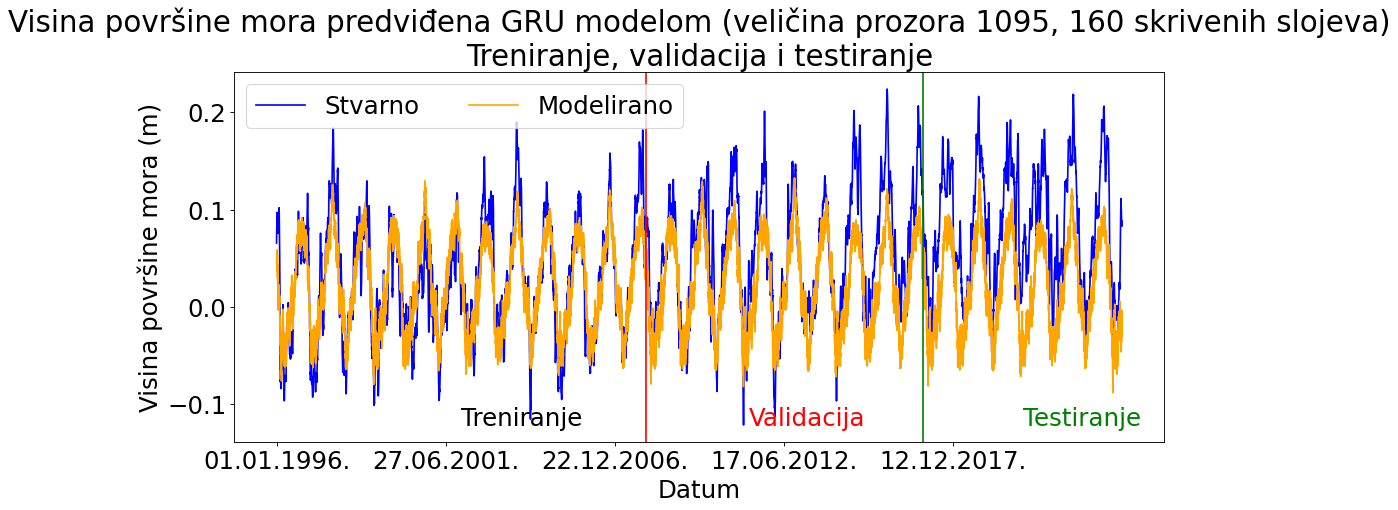 Visina površine mora predviđena GRU modelom (veličina prozora 1095, 160 skrivenih slojeva)
Treniranje, validacija i testiranje
Stvarno Modelirano
Visina površine mora (m)
0.2
0.1
0.0
−0.1
Treniranje Validacija Testiranje
01.01.1996. 27.06.2001. 22.12.2006. 17.06.2012. 12.12.2017.
Datum